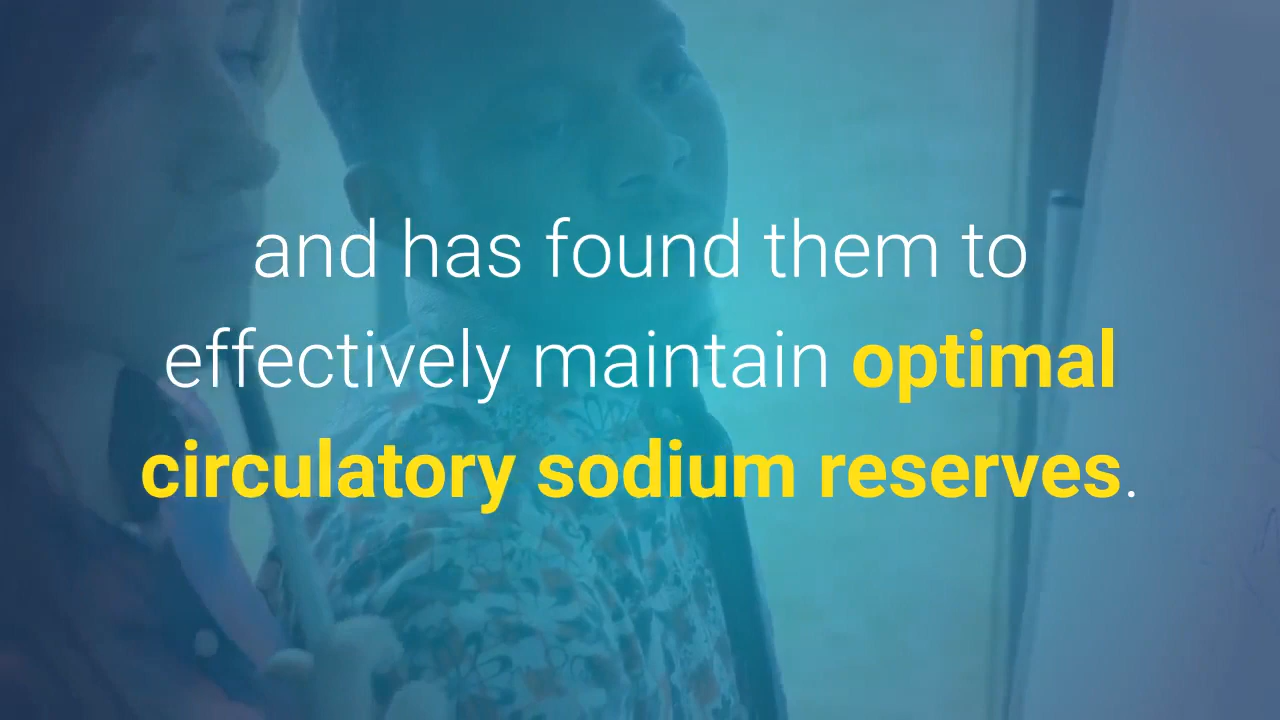 and has found them to
effectively maintain optimal
circulatory sodium reserves.